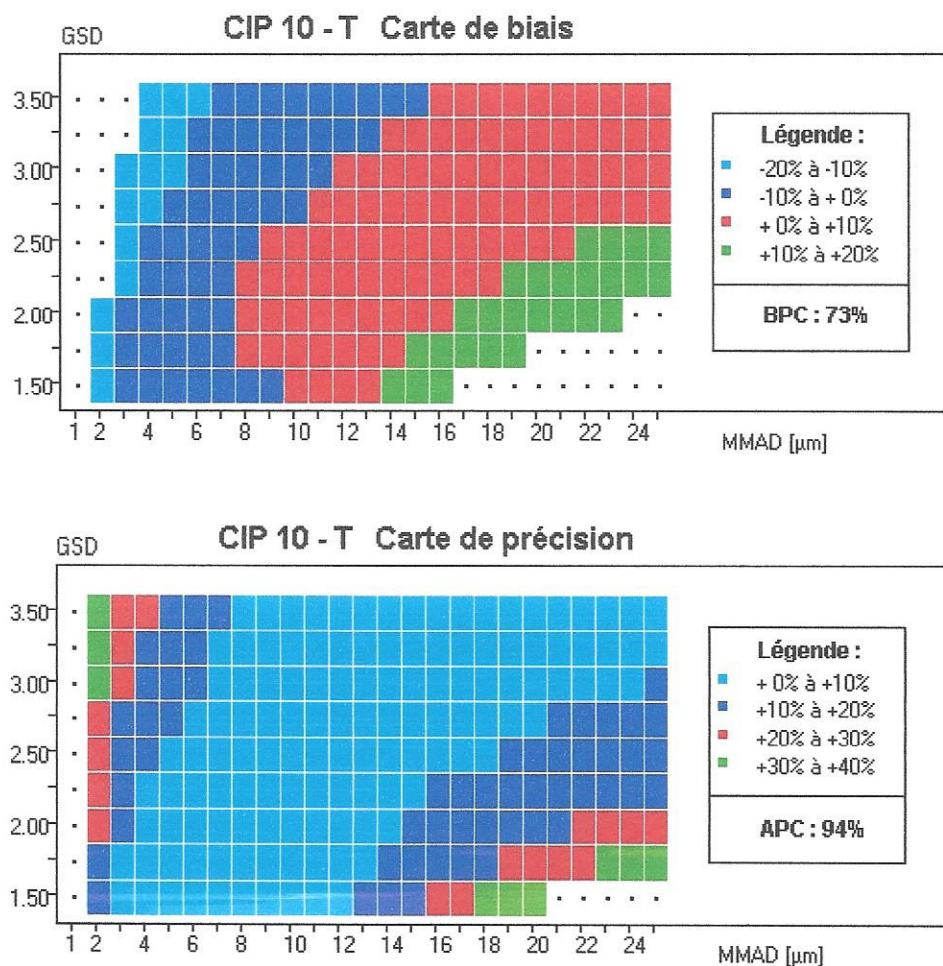 CIP 10 - T Carte de biais
GSD
3.50
3.00
2.50
2.00
1.50
1 2 4 6 8 10 12 14 16 18 20 22 24
MMAD [µm]
Légende :
-20% à -10%
-10% à + 0%
+ 0% à +10%
+10% à +20%
BPC : 73%
CIP 10 - T Carte de précision
GSD
3.50
3.00
2.50
2.00
1.50
1 2 4 6 8 10 12 14 16 18 20 22 24
MMAD [µm]
Légende :
+ 0% à +10%
+10% à +20%
+20% à +30%
+30% à +40%
APC : 94%